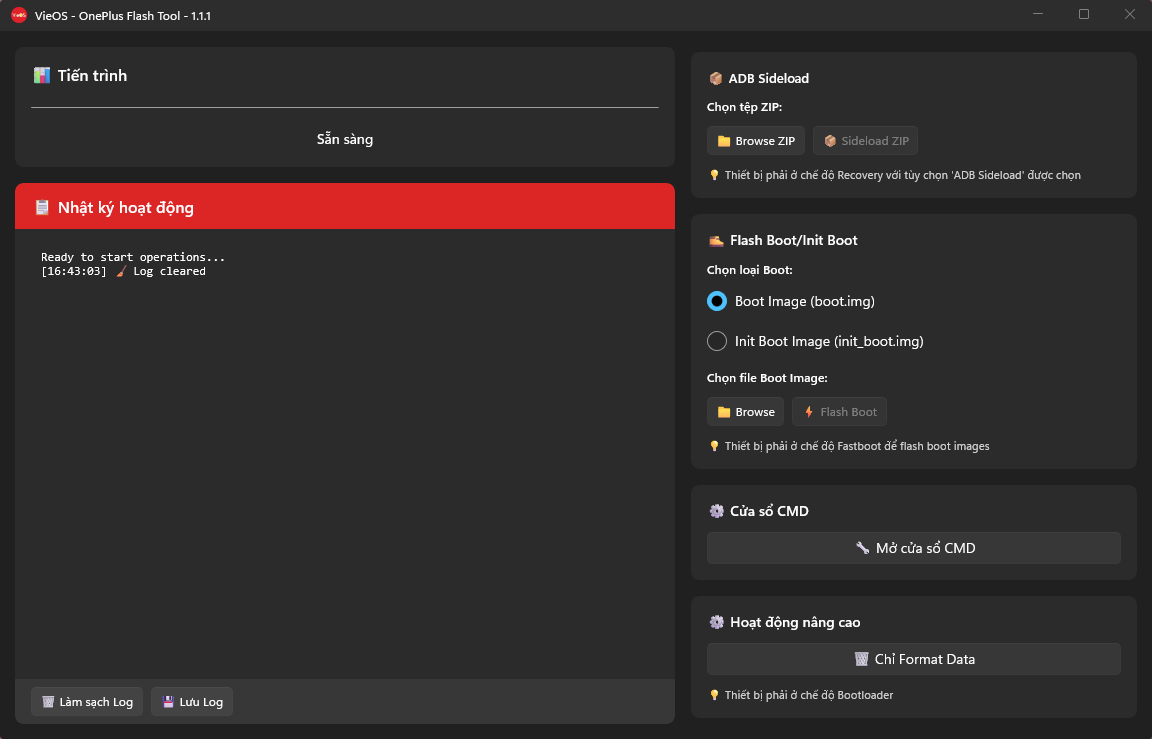 VieOS - OnePlus Flash Tool - 1.1.1
Tiến trình
Sẵn sàng
Nhật ký hoạt động
Ready to start operations...
[16:43:03] Log cleared
Làm sạch Log
Lưu Log
ADB Sideload
Chọn tệp ZIP:
Browse ZIP
Sideload ZIP
Thiết bị phải ở chế độ Recovery với tùy chọn 'ADB Sideload' được chọn
Flash Boot/Init Boot
Chọn loại Boot:
Boot Image (boot.img)
Init Boot Image (init_boot.img)
Chọn file Boot Image:
Browse
Flash Boot
Thiết bị phải ở chế độ Fastboot để flash boot images
Cửa sổ CMD
Mở cửa sổ CMD
Hoạt động nâng cao
Chỉ Format Data
Thiết bị phải ở chế độ Bootloader